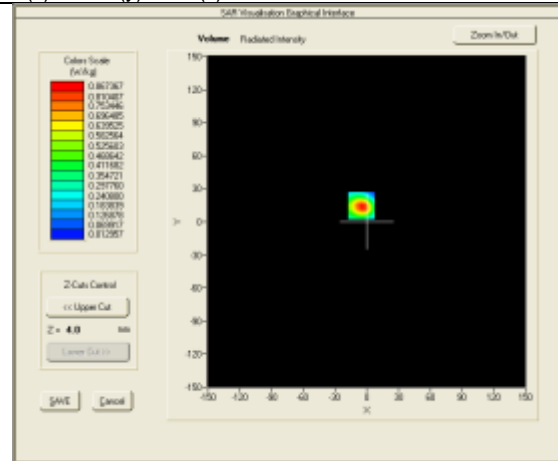 SAR Visualisation Graphical Interface
Volume Radiated Intensity
Zoom In/Out
Colors Scale
(W/kg)
0.867367
0.810407
0.753446
0.696485
0.639525
0.582564
0.525603
0.468642
0.411682
0.354721
0.297760
0.240800
0.183839
0.126878
0.069917
0.012957
Z-Cuts Control
<< Upper Cut
Z = 4.0 mm
Lower Cut >>
SAVE Cancel
150
120
90
60
30
0
-30
-60
-90
-120
-150
Y
-150 -120 -90 -60 -30 0 30 60 90 120 150
X